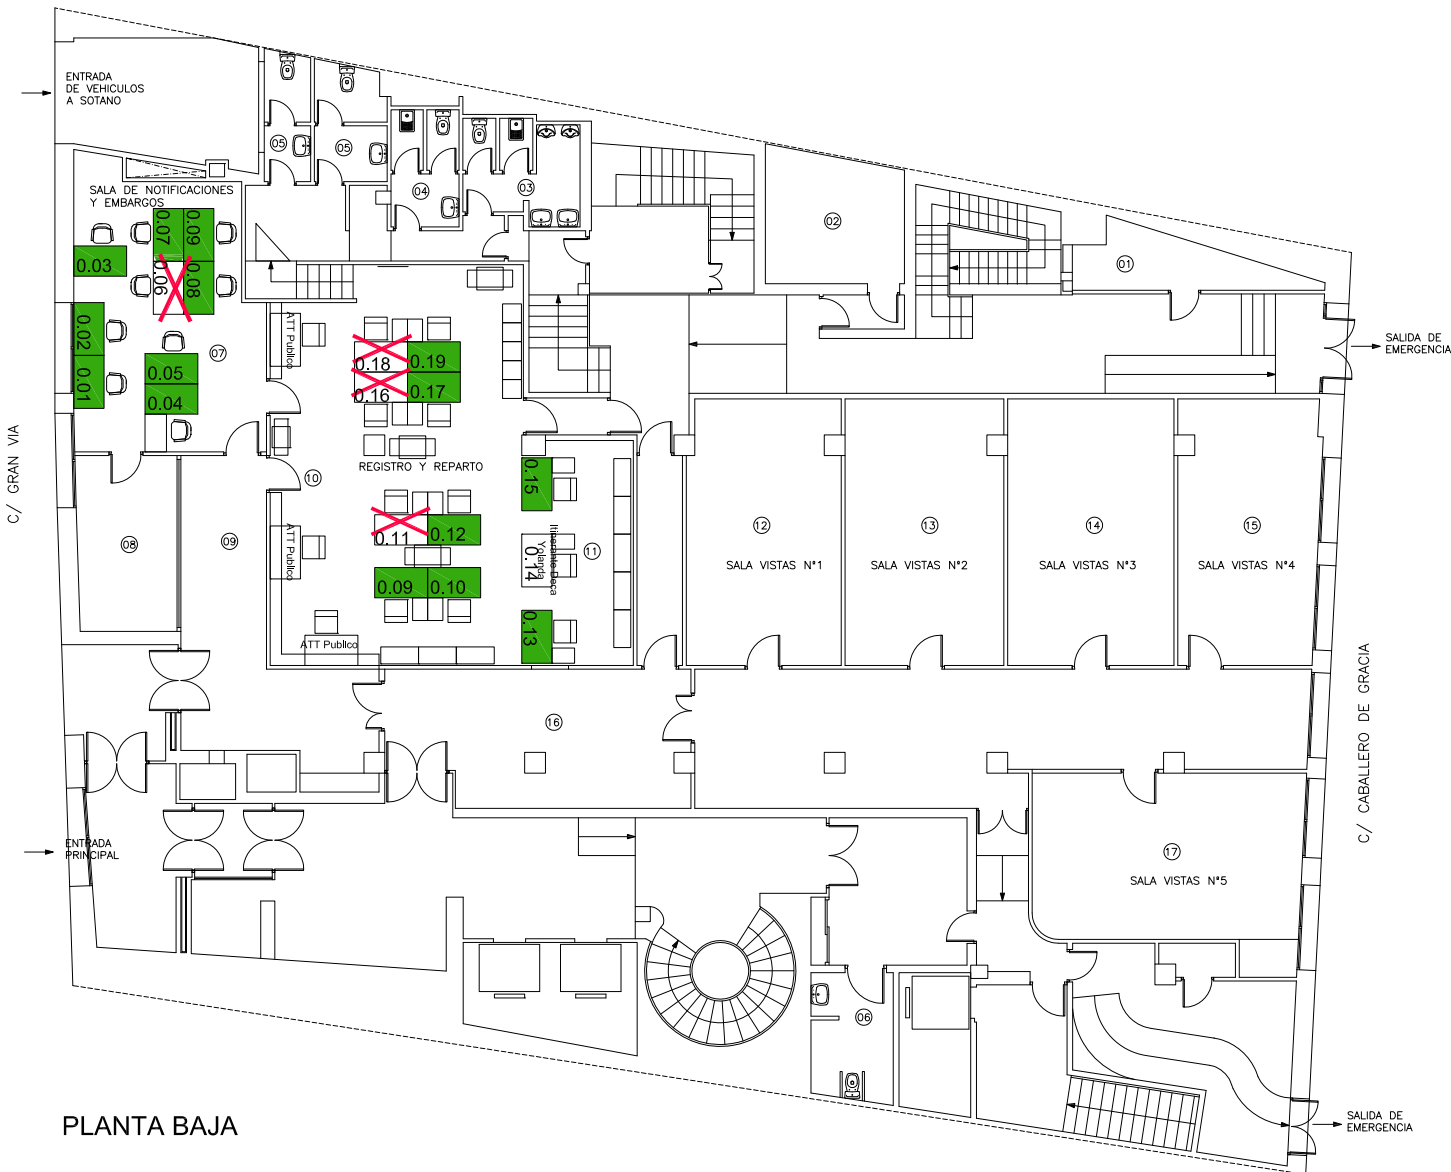 ENTRADA
DE VEHICULOS
A SOTANO
05
05
04
03
02
01
SALA DE NOTIFICACIONES
Y EMBARGOS
0.07
0.09
0.03
0.06
0.08
0.02
0.01
07
0.05
0.04
ATT Publico
0.18
0.19
0.16
0.17
SALIDA DE
EMERGENCIA
C/ GRAN VIA
REGISTRO Y REPARTO
10
0.15
08
09
ATT Publico
0.11
0.12
0.14
Itinerante Deca
Yolanda
11
0.09
0.10
0.13
ATT Publico
12
SALA VISTAS Nº1
13
SALA VISTAS Nº2
14
SALA VISTAS Nº3
15
SALA VISTAS Nº4
16
C/ CABALLERO DE GRACIA
ENTRADA
PRINCIPAL
17
SALA VISTAS Nº5
06
PLANTA BAJA
SALIDA DE
EMERGENCIA